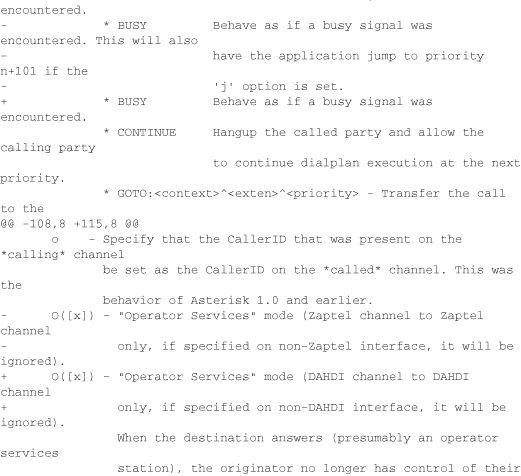 encountered.
-            * BUSY         Behave as if a busy signal was
encountered. This will also
-                           have the application jump to priority
n+101 if the
-                           'j' option is set.
+            * BUSY         Behave as if a busy signal was
encountered.
             * CONTINUE     Hangup the called party and allow the
calling party
                            to continue dialplan execution at the next
priority.
             * GOTO:<context>^<exten>^<priority> - Transfer the call
to the
@@ -108,8 +115,8 @@
       o    - Specify that the CallerID that was present on the
*calling* channel
              be set as the CallerID on the *called* channel. This was
the
              behavior of Asterisk 1.0 and earlier.
-      O([x]) - "Operator Services" mode (Zaptel channel to Zaptel
channel
-               only, if specified on non-Zaptel interface, it will be
ignored).
+      O([x]) - "Operator Services" mode (DAHDI channel to DAHDI
channel
+               only, if specified on non-DAHDI interface, it will be
ignored).
                When the destination answers (presumably an operator
services
                station), the originator no longer has control of their